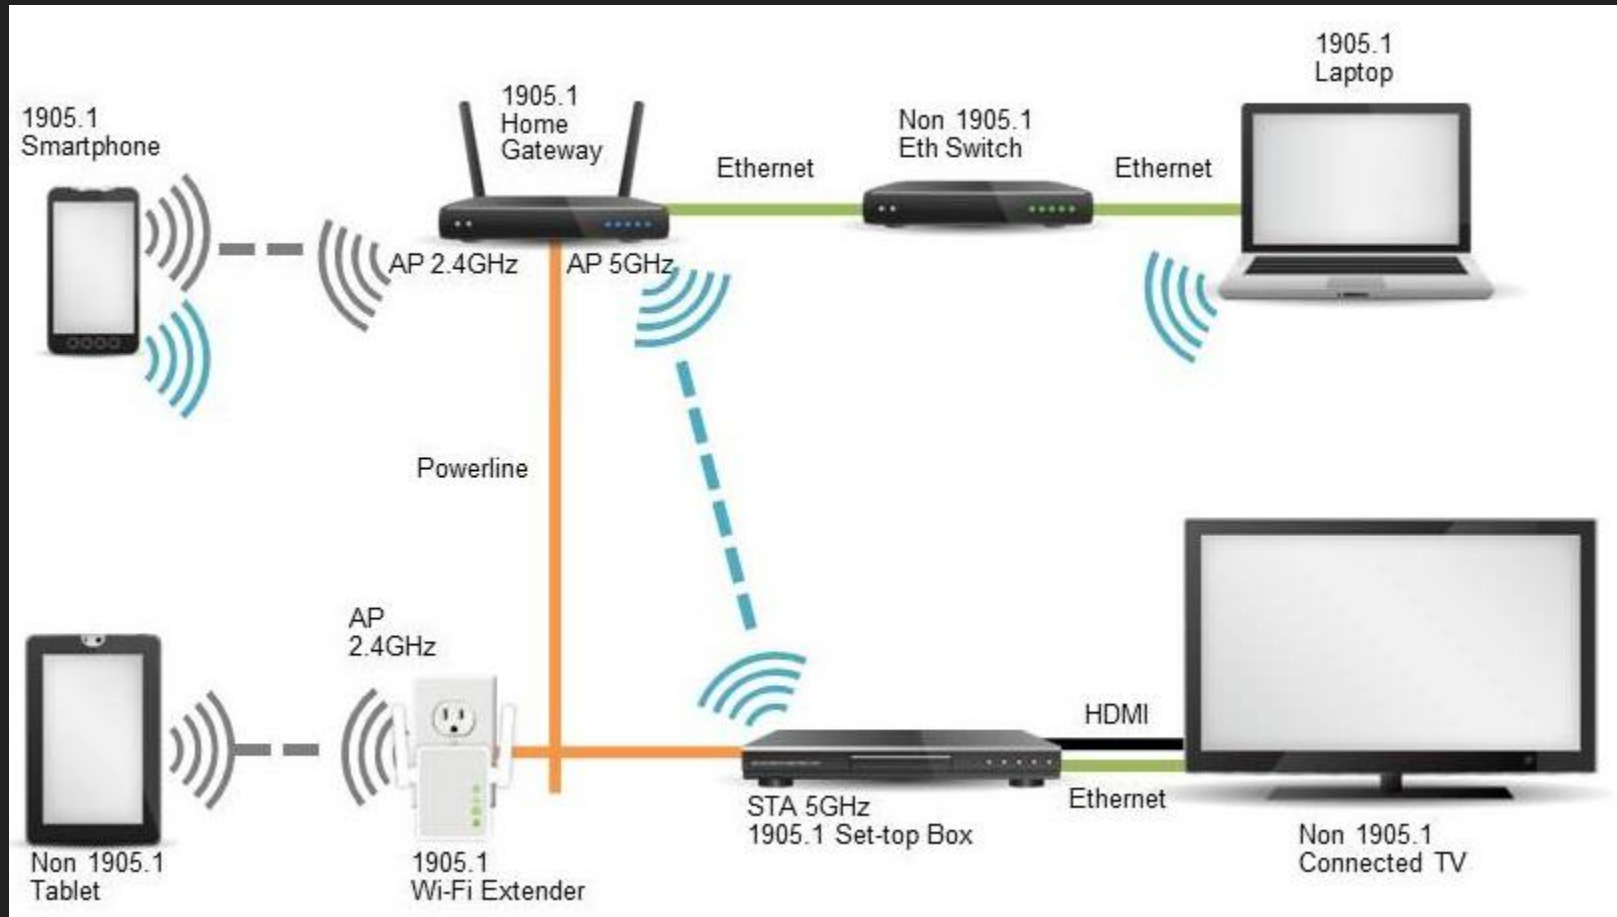 1905.1
Laptop
1905.1
Home
Gateway
1905.1
Smartphone
Non 1905.1
Eth Switch
Ethernet
Ethernet
AP 2.4GHz
AP 5GHz
Powerline
AP
2.4GHz
HDMI
Ethernet
STA 5GHz
1905.1 Set-top Box
Non 1905.1
Connected TV
Non 1905.1
Tablet
1905.1
Wi-Fi Extender